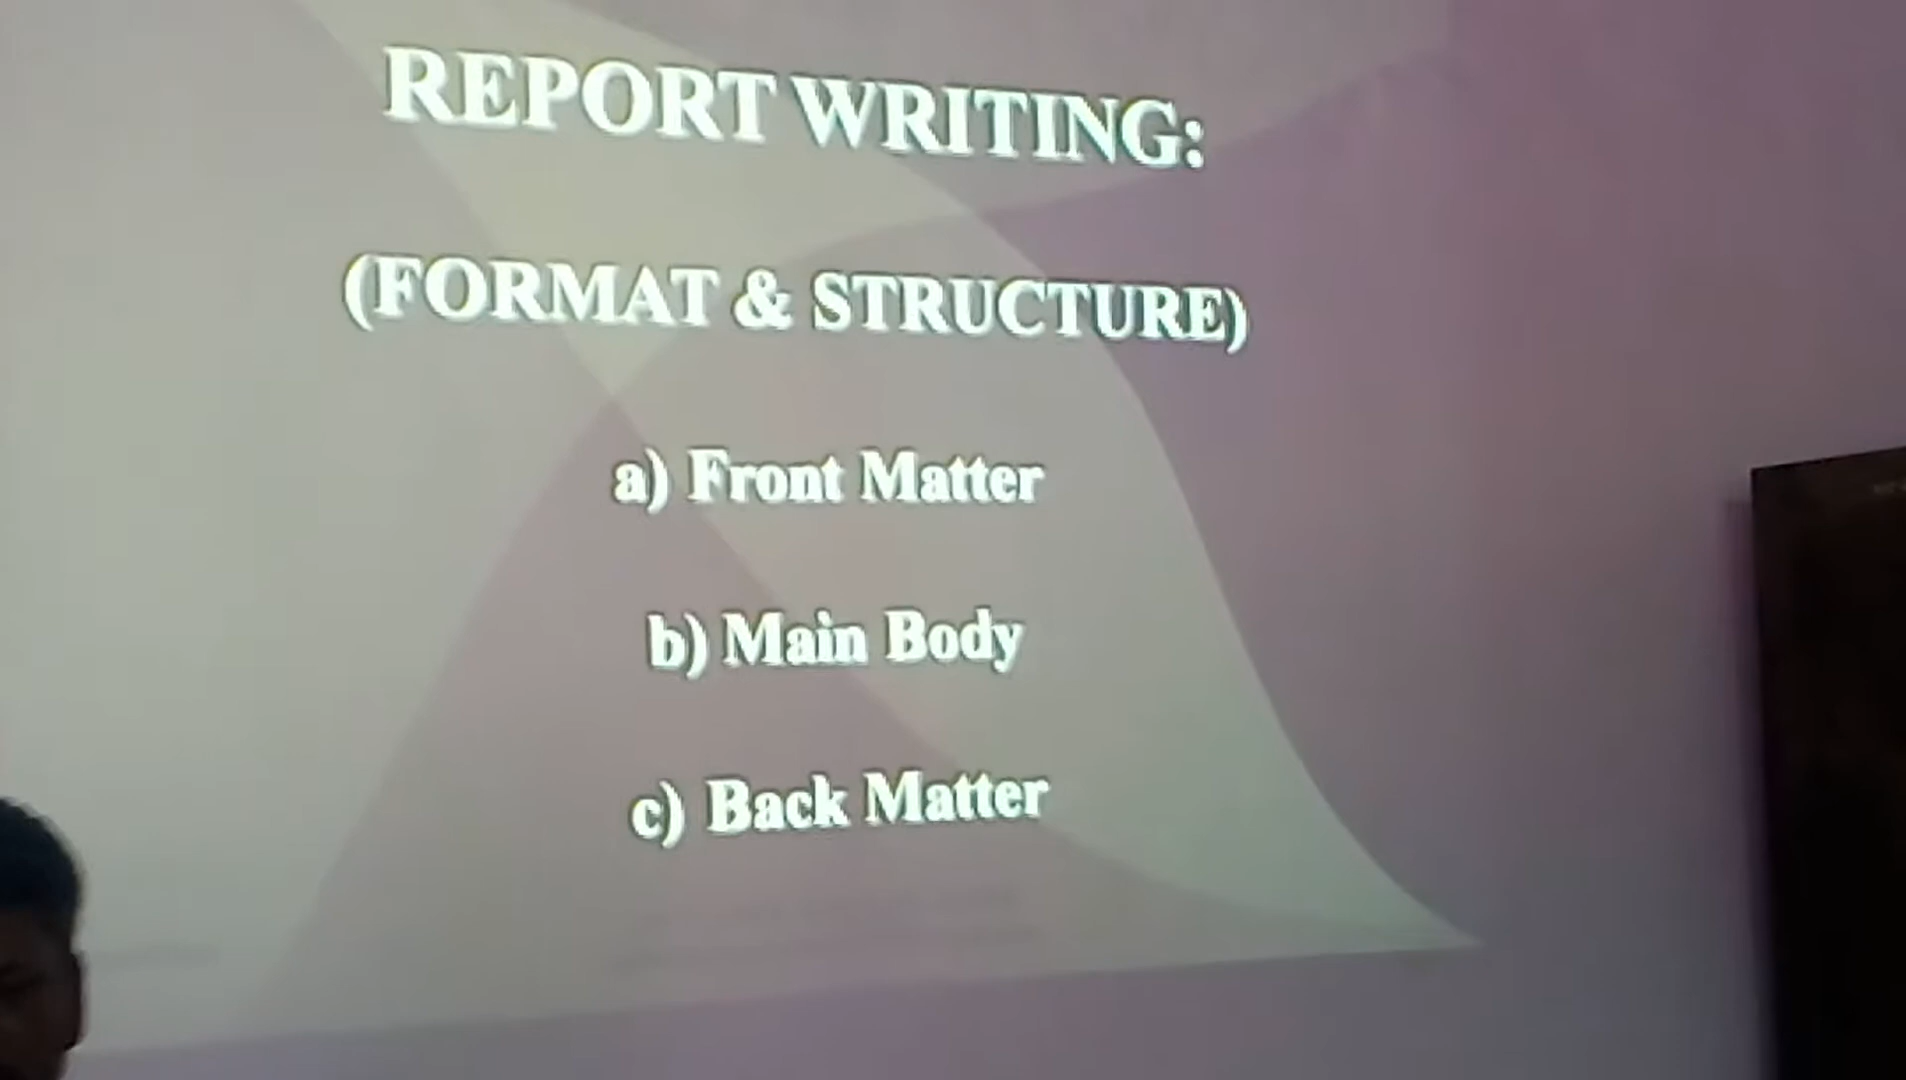 REPORT WRITING:
(FORMAT & STRUCTURE)
a) Front Matter
b) Main Body
c) Back Matter